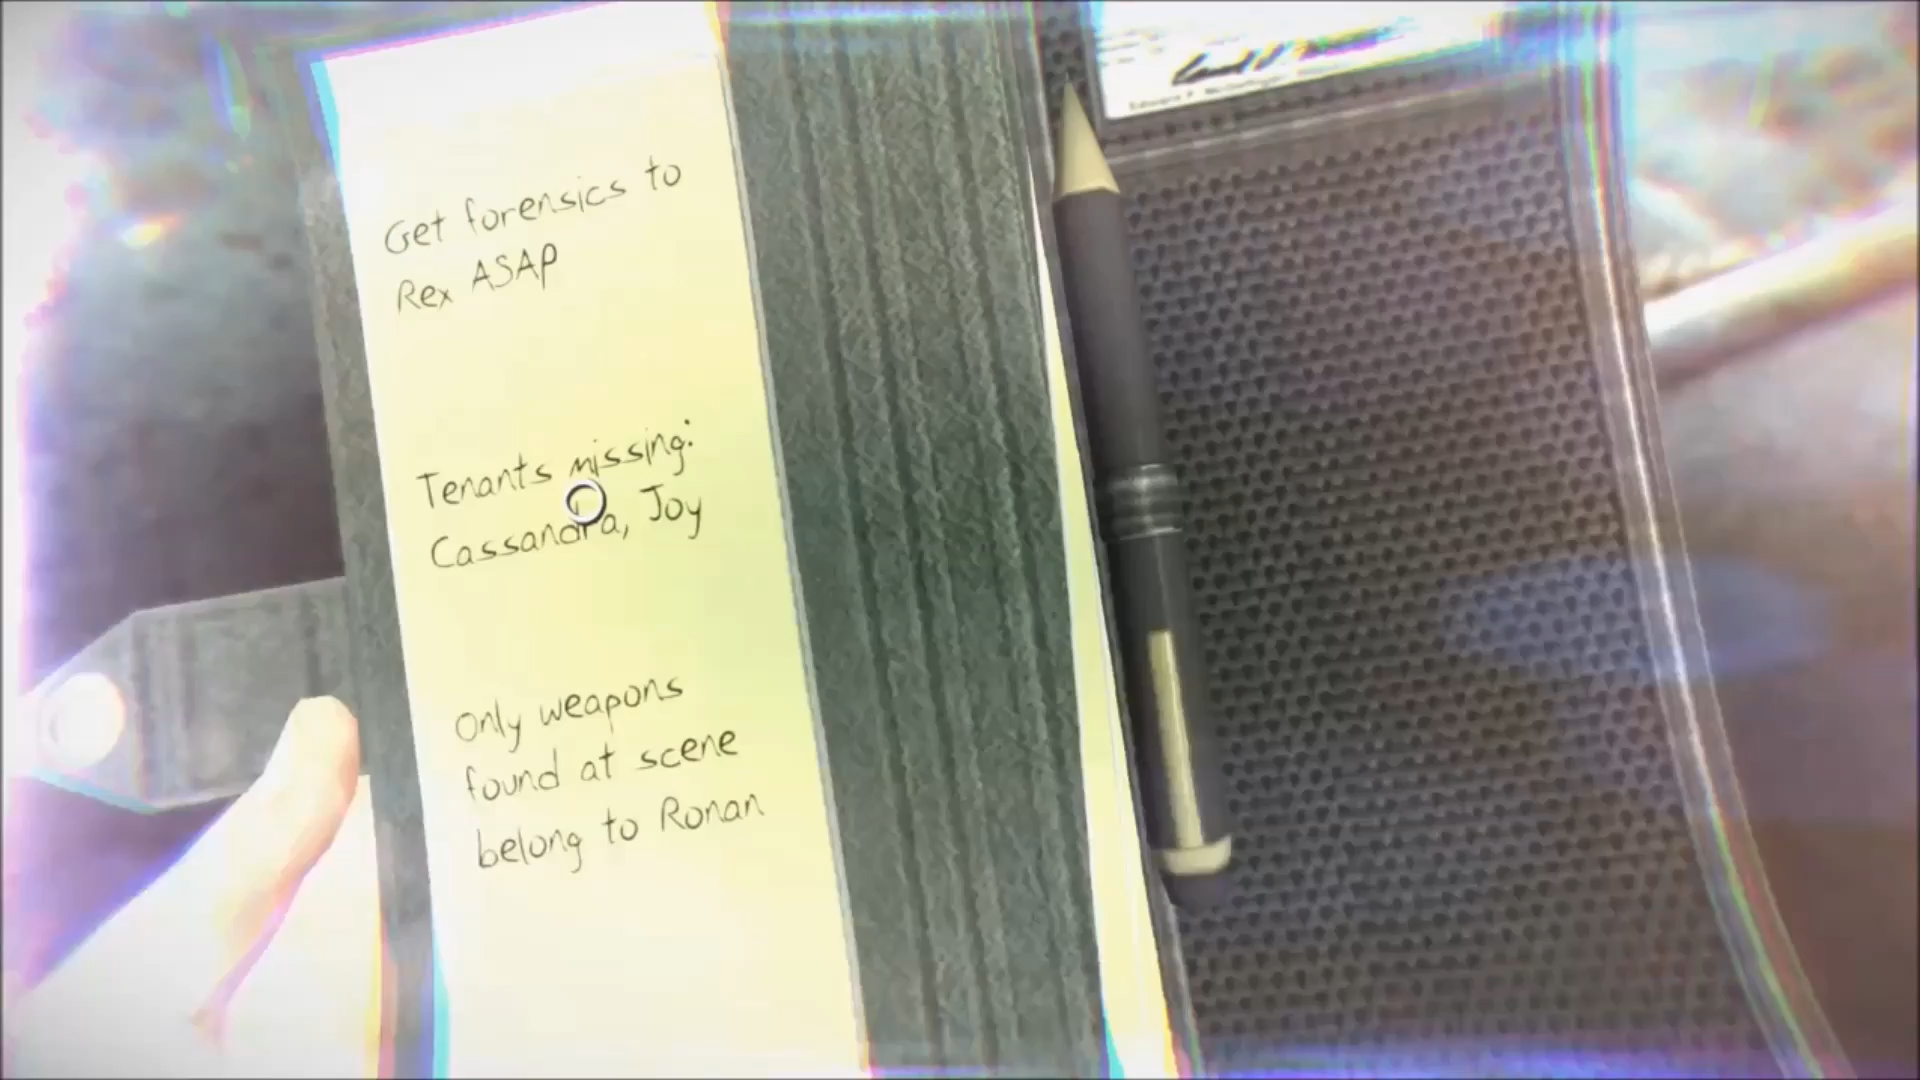 Get forensics to
Rex ASAP
Tenants missing:
Cassandra, Joy
Only weapons
found at scene
belong to Ronan